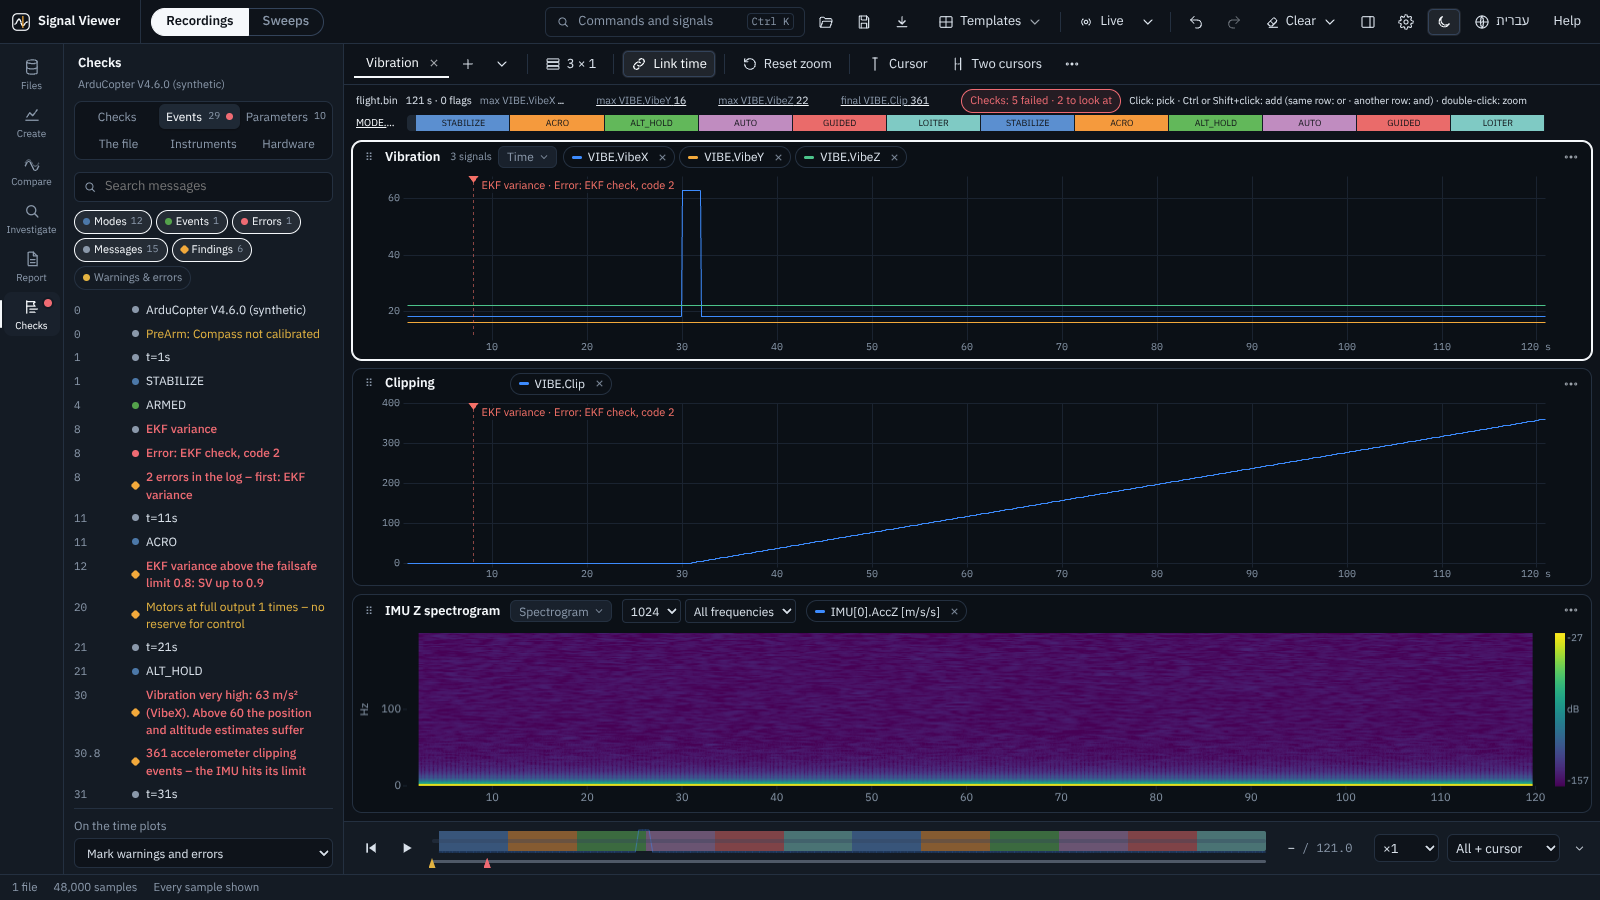 Signal Viewer
Recordings
Sweeps
Commands and signals
Ctrl K
Templates
Live
Clear
עברית
Help
Files
Create
Compare
Investigate
Report
Checks
Checks
ArduCopter V4.6.0 (synthetic)
Checks
Events 29
Parameters 10
The file
Instruments
Hardware
Search messages
Modes 12
Events 1
Errors 1
Messages 15
Findings 6
Warnings & errors
0 ArduCopter V4.6.0 (synthetic)
0 PreArm: Compass not calibrated
1 t=1s
1 STABILIZE
4 ARMED
8 EKF variance
8 Error: EKF check, code 2
8 2 errors in the log – first: EKF
variance
11 t=11s
11 ACRO
12 EKF variance above the failsafe
limit 0.8: SV up to 0.9
20 Motors at full output 1 times – no
reserve for control
21 t=21s
21 ALT_HOLD
30 Vibration very high: 63 m/s²
(VibeX). Above 60 the position
and altitude estimates suffer
30.8 361 accelerometer clipping
events – the IMU hits its limit
31 t=31s
On the time plots
Mark warnings and errors
Vibration
3 × 1
Link time
Reset zoom
Cursor
Two cursors
flight.bin 121 s · 0 flags max VIBE.VibeX … max VIBE.VibeY 16 max VIBE.VibeZ 22 final VIBE.Clip 361 Checks: 5 failed · 2 to look at Click: pick · Ctrl or Shift+click: add (same row: or · another row: and) · double-click: zoom
MODE.… STABILIZE ACRO ALT_HOLD AUTO GUIDED LOITER STABILIZE ACRO ALT_HOLD AUTO GUIDED LOITER
Vibration 3 signals Time VIBE.VibeX VIBE.VibeY VIBE.VibeZ
EKF variance · Error: EKF check, code 2
60
40
20
10 20 30 40 50 60 70 80 90 100 110 120 s
Clipping VIBE.Clip
EKF variance · Error: EKF check, code 2
400
300
200
100
0
10 20 30 40 50 60 70 80 90 100 110 120 s
IMU Z spectrogram Spectrogram 1024 All frequencies IMU[0].AccZ [m/s/s]
Hz
100
0
10 20 30 40 50 60 70 80 90 100 110 120
-27
dB
-157
– / 121.0
×1
All + cursor
1 file 48,000 samples Every sample shown